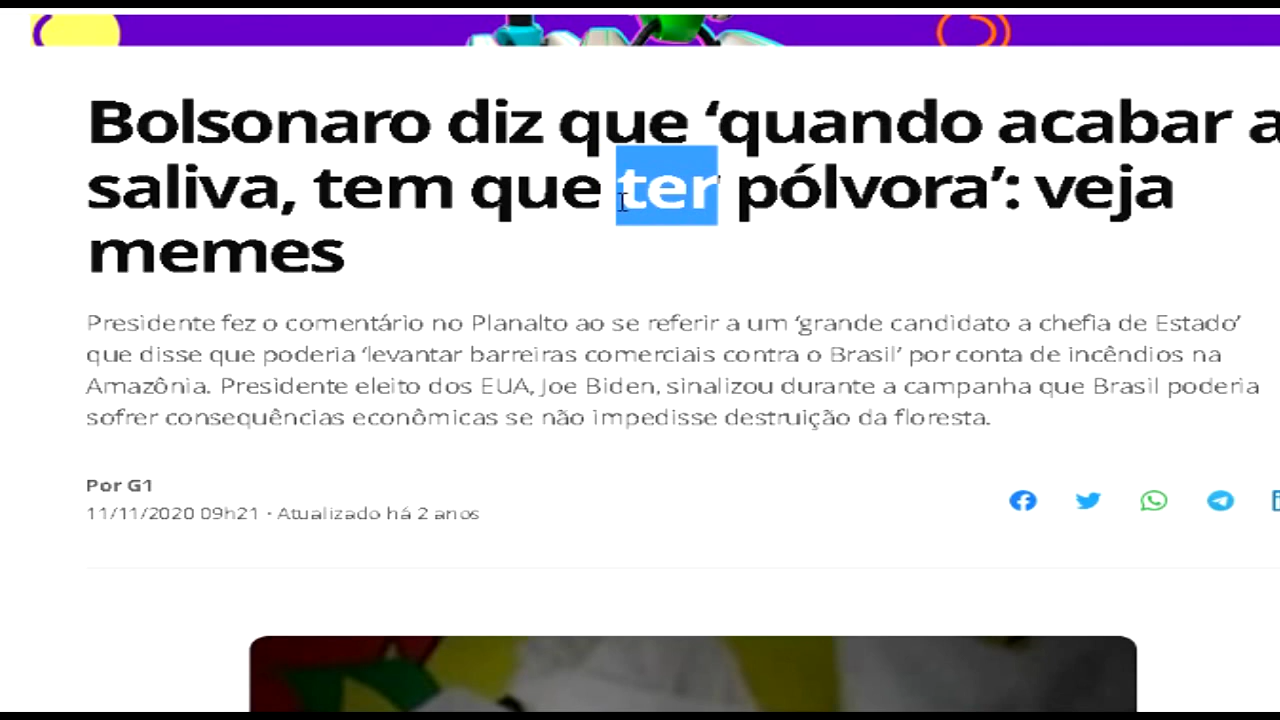 Bolsonaro diz que ‘quando acabar a
saliva, tem que ter pólvora’: veja
memes
Presidente fez o comentário no Planalto ao se referir a um ‘grande candidato a chefia de Estado’
que disse que poderia ‘levantar barreiras comerciais contra o Brasil’ por conta de incêndios na
Amazônia. Presidente eleito dos EUA, Joe Biden, sinalizou durante a campanha que Brasil poderia
sofrer consequências econômicas se não impedisse destruição da floresta.
Por G1
11/11/2020 09h21 · Atualizado há 2 anos